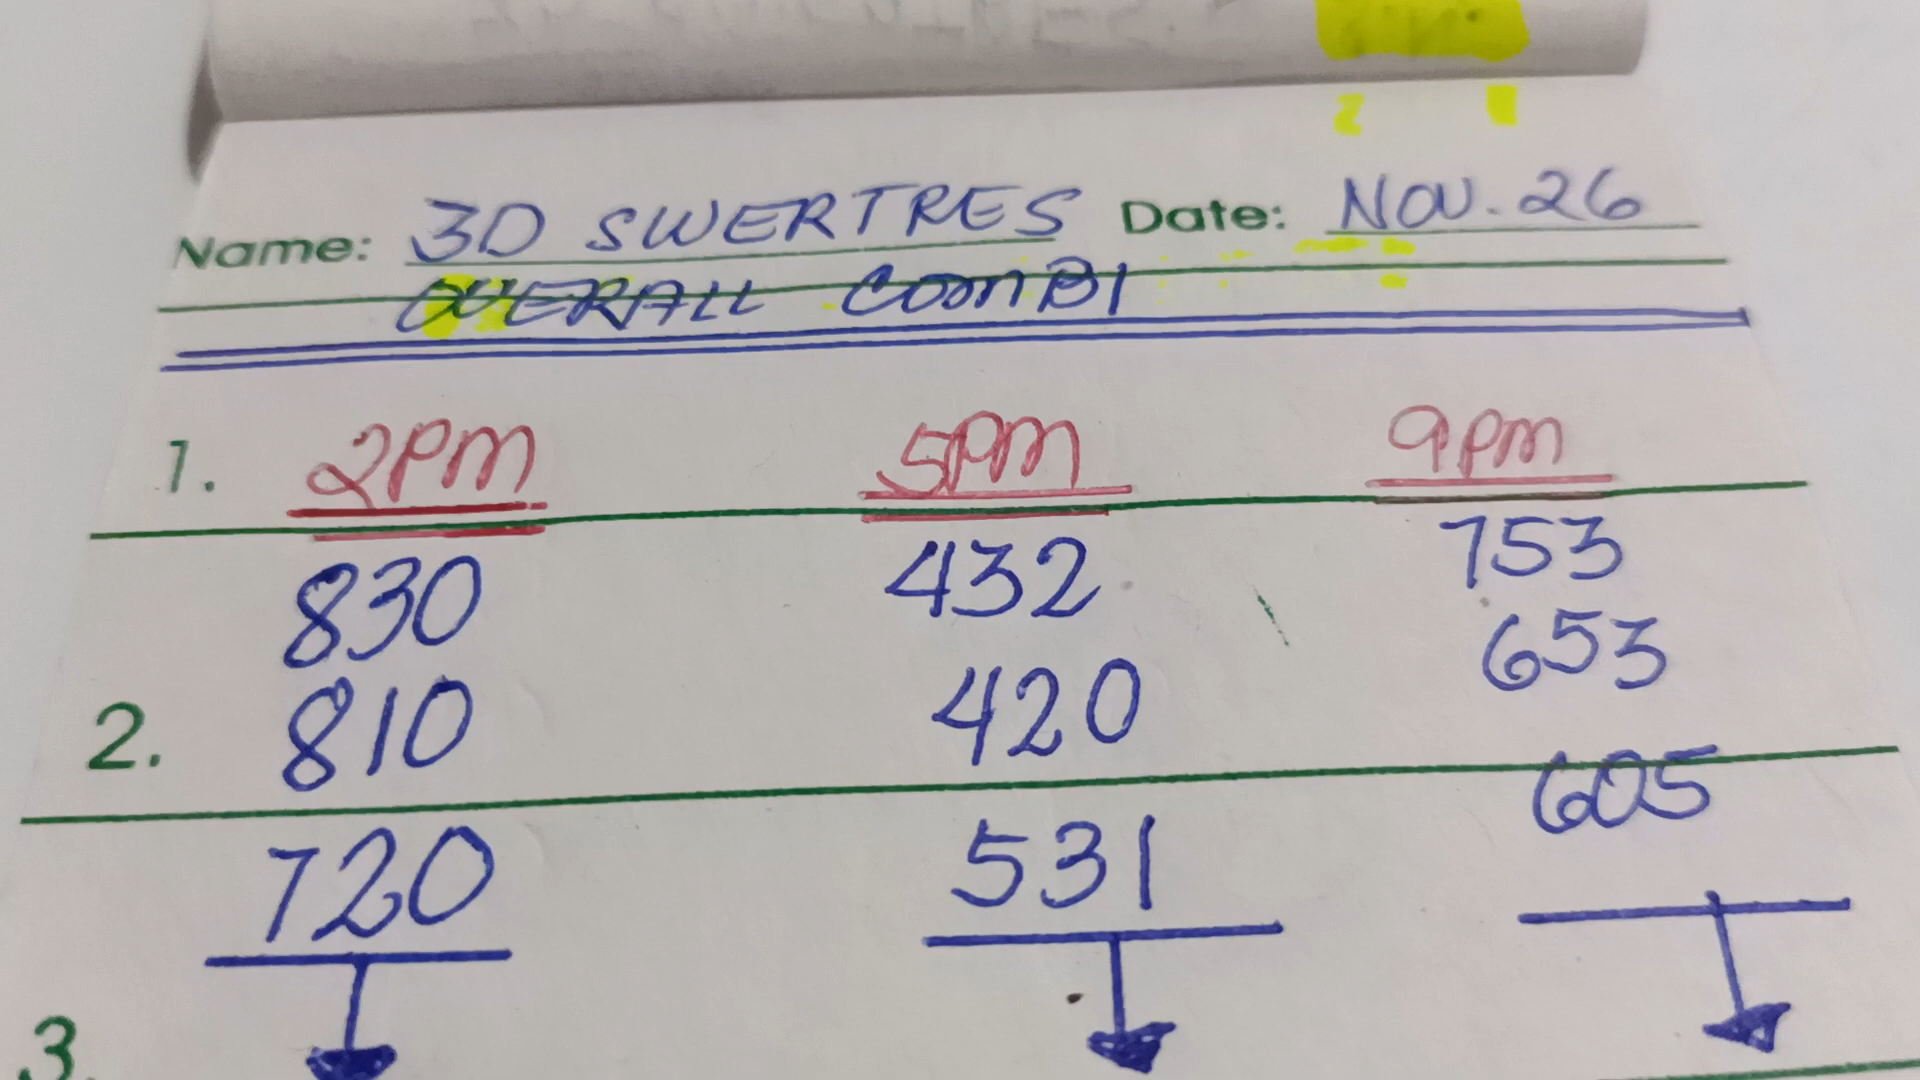 Name: 3D SWERTRES Date: NOV. 26
OVERALL COMBI
1. 2PM 5PM 9PM
830 432 753
653
2. 810 420
605
720 531
3.